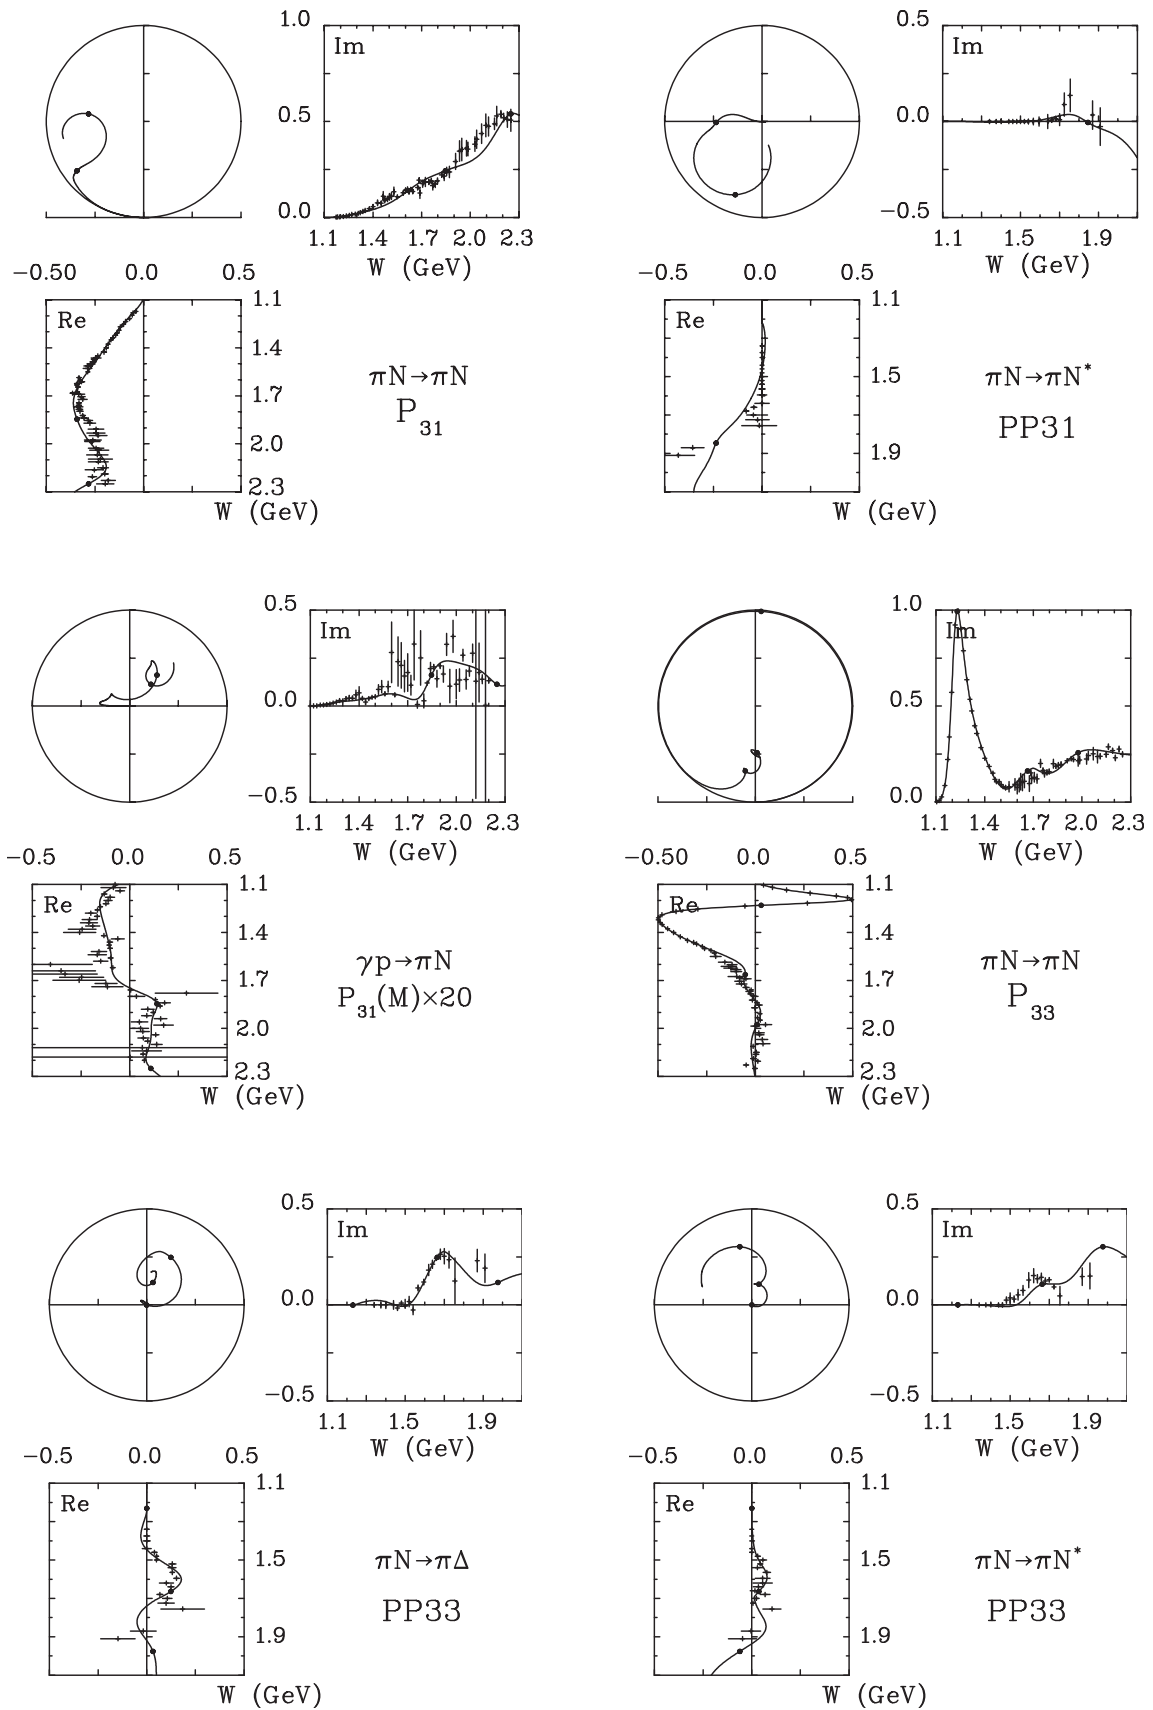 1.0
Im
0.5
0.0
1.1 1.4 1.7 2.0 2.3
W (GeV)
−0.50 0.0 0.5
Re
1.1
1.4
1.7
2.0
2.3
W (GeV)
πN→πN
P31
0.5
Im
0.0
−0.5
1.1 1.5 1.9
W (GeV)
−0.5 0.0 0.5
Re
1.1
1.5
1.9
W (GeV)
πN→πN*
PP31
0.5
Im
0.0
−0.5
1.1 1.4 1.7 2.0 2.3
W (GeV)
−0.5 0.0 0.5
Re
1.1
1.4
1.7
2.0
2.3
W (GeV)
γp→πN
P31(M)×20
1.0
Im
0.5
0.0
1.1 1.4 1.7 2.0 2.3
W (GeV)
−0.50 0.0 0.5
Re
1.1
1.4
1.7
2.0
2.3
W (GeV)
πN→πN
P33
0.5
Im
0.0
−0.5
1.1 1.5 1.9
W (GeV)
−0.5 0.0 0.5
Re
1.1
1.5
1.9
W (GeV)
πN→πΔ
PP33
0.5
Im
0.0
−0.5
1.1 1.5 1.9
W (GeV)
−0.5 0.0 0.5
Re
1.1
1.5
1.9
W (GeV)
πN→πN*
PP33